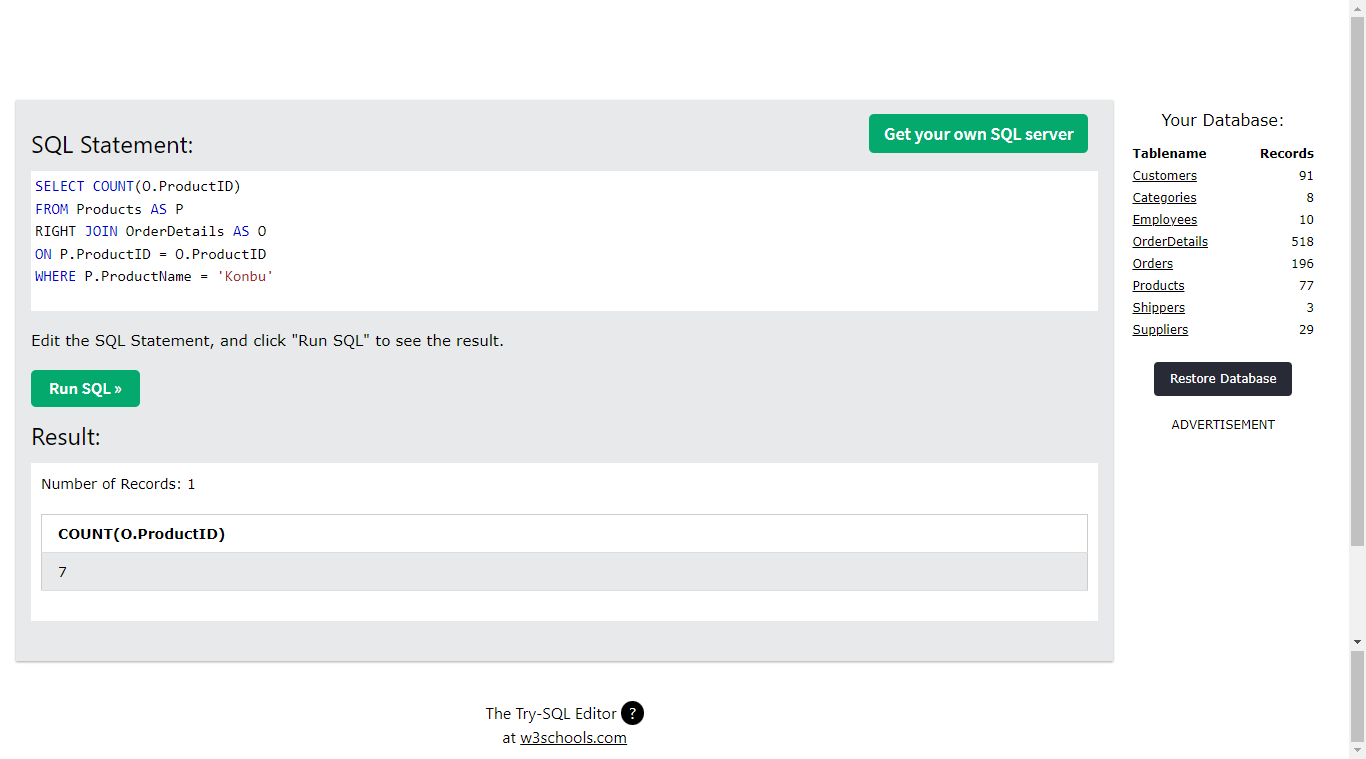 SQL Statement:
Get your own SQL server
SELECT COUNT(O.ProductID)
FROM Products AS P
RIGHT JOIN OrderDetails AS O
ON P.ProductID = O.ProductID
WHERE P.ProductName = 'Konbu'
Edit the SQL Statement, and click "Run SQL" to see the result.
Run SQL »
Result:
Number of Records: 1
COUNT(O.ProductID)
7
The Try-SQL Editor ?
at w3schools.com
Your Database:
Tablename Records
Customers 91
Categories 8
Employees 10
OrderDetails 518
Orders 196
Products 77
Shippers 3
Suppliers 29
Restore Database
ADVERTISEMENT